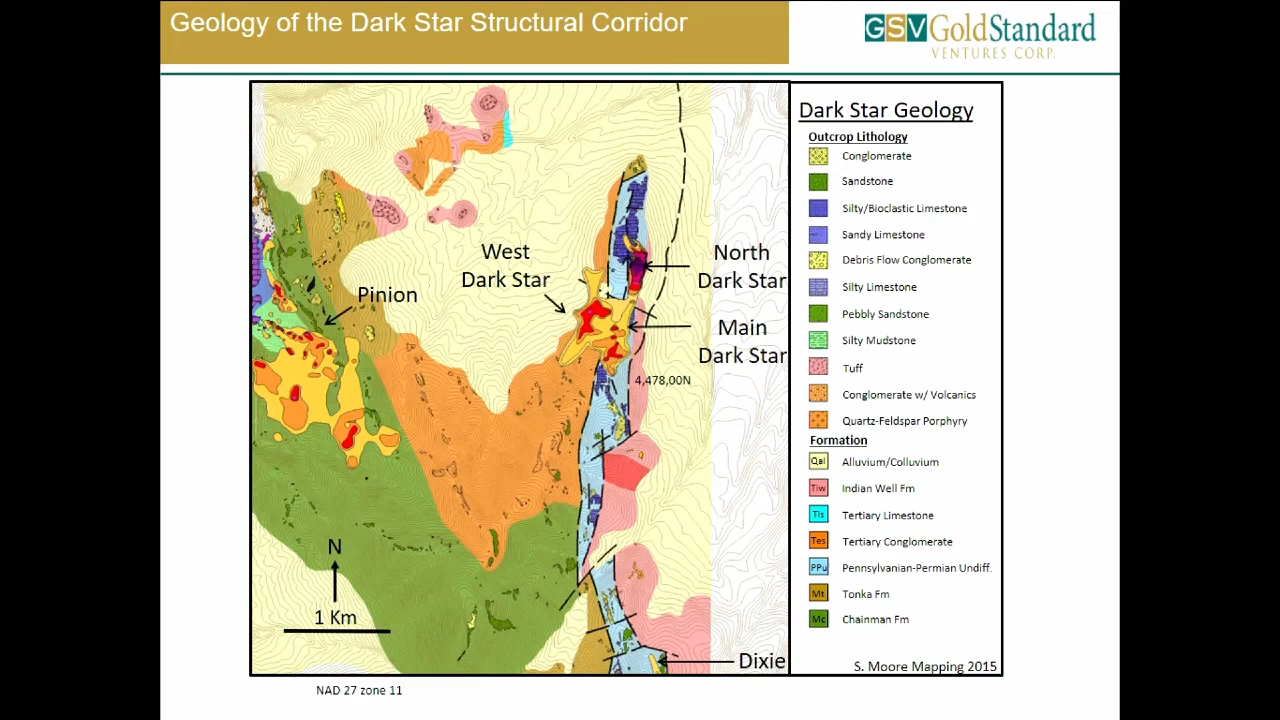 Geology of the Dark Star Structural Corridor
GSV GoldStandard
VENTURES CORP.
West
Dark Star
North
Dark Star
Pinion
Main
Dark Star
4,478,00N
N
1 Km
Dixie
Dark Star Geology
Outcrop Lithology
Conglomerate
Sandstone
Silty/Bioclastic Limestone
Sandy Limestone
Debris Flow Conglomerate
Silty Limestone
Pebbly Sandstone
Silty Mudstone
Tuff
Conglomerate w/ Volcanics
Quartz-Feldspar Porphyry
Formation
Qal Alluvium/Colluvium
Tiw Indian Well Fm
Tls Tertiary Limestone
Tes Tertiary Conglomerate
PPu Pennsylvanian-Permian Undiff.
Mt Tonka Fm
Mc Chainman Fm
S. Moore Mapping 2015
NAD 27 zone 11